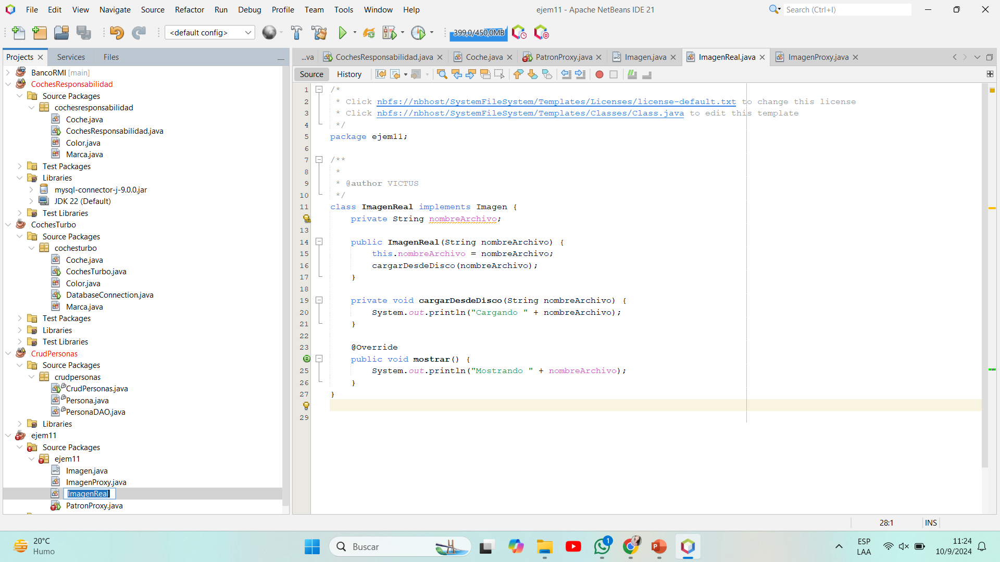 File Edit View Navigate Source Refactor Run Debug Profile Team Tools Window Help
ejem11 - Apache NetBeans IDE 21
Search (Ctrl+I)
<default config>
399,0/450,0MB
Projects Services Files
BancoRMI [main]
CochesResponsabilidad
Source Packages
cochesresponsabilidad
Coche.java
CochesResponsabilidad.java
Color.java
Marca.java
Test Packages
Libraries
mysql-connector-j-9.0.0.jar
JDK 22 (Default)
Test Libraries
CochesTurbo
Source Packages
cochesturbo
Coche.java
CochesTurbo.java
Color.java
DatabaseConnection.java
Marca.java
Test Packages
Libraries
Test Libraries
CrudPersonas
Source Packages
crudpersonas
CrudPersonas.java
Persona.java
PersonaDAO.java
Libraries
ejem11
Source Packages
ejem11
Imagen.java
ImagenProxy.java
ImagenReal
PatronProxy.java
...va CochesResponsabilidad.java Coche.java PatronProxy.java Imagen.java ImagenReal.java ImagenProxy.java
Source History
1 /*
2 * Click nbfs://nbhost/SystemFileSystem/Templates/Licenses/license-default.txt to change this license
3 * Click nbfs://nbhost/SystemFileSystem/Templates/Classes/Class.java to edit this template
4 */
5 package ejem11;
6
7 /**
8 *
9 * @author VICTUS
10 */
11 class ImagenReal implements Imagen {
private String nombreArchivo;
13
14 public ImagenReal(String nombreArchivo) {
15 this.nombreArchivo = nombreArchivo;
16 cargarDesdeDisco(nombreArchivo);
17 }
18
19 private void cargarDesdeDisco(String nombreArchivo) {
20 System.out.println("Cargando " + nombreArchivo);
21 }
22
23 @Override
public void mostrar() {
25 System.out.println("Mostrando " + nombreArchivo);
26 }
27 }
29
28:1 INS
20°C
Humo
Buscar
1
ESP
LAA
11:24
10/9/2024